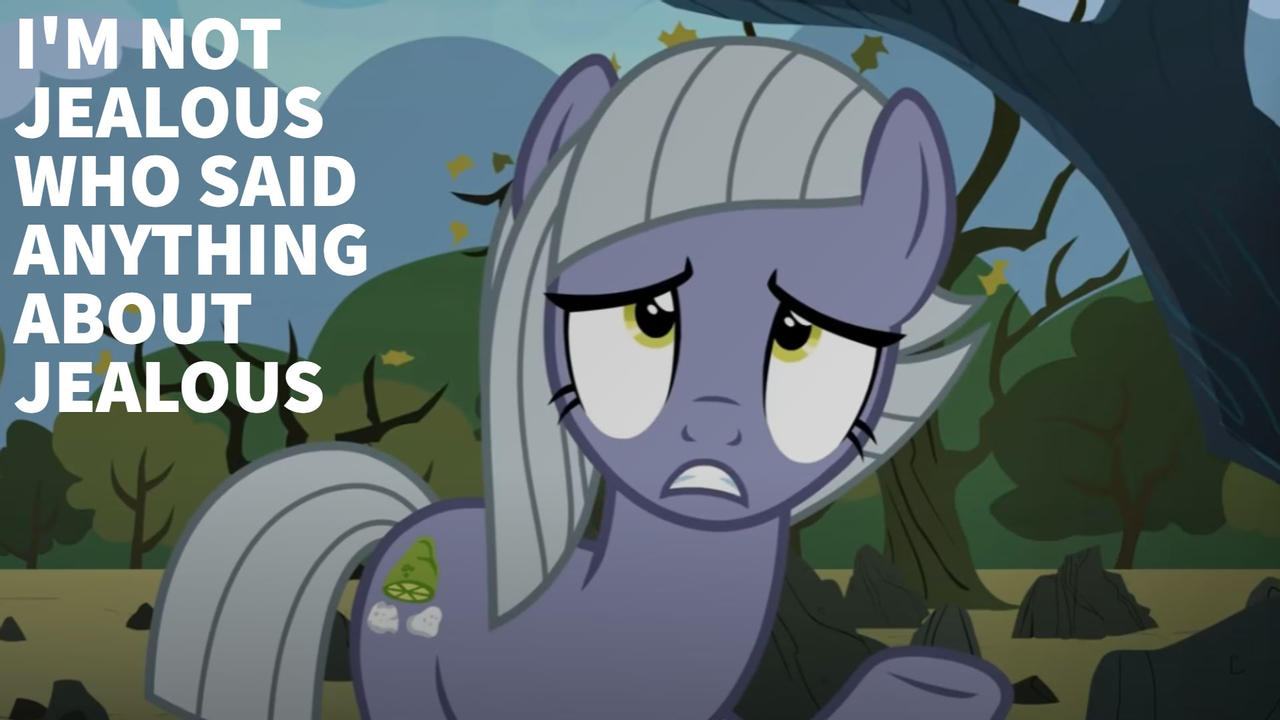 I'M NOT
JEALOUS
WHO SAID
ANYTHING
ABOUT
JEALOUS